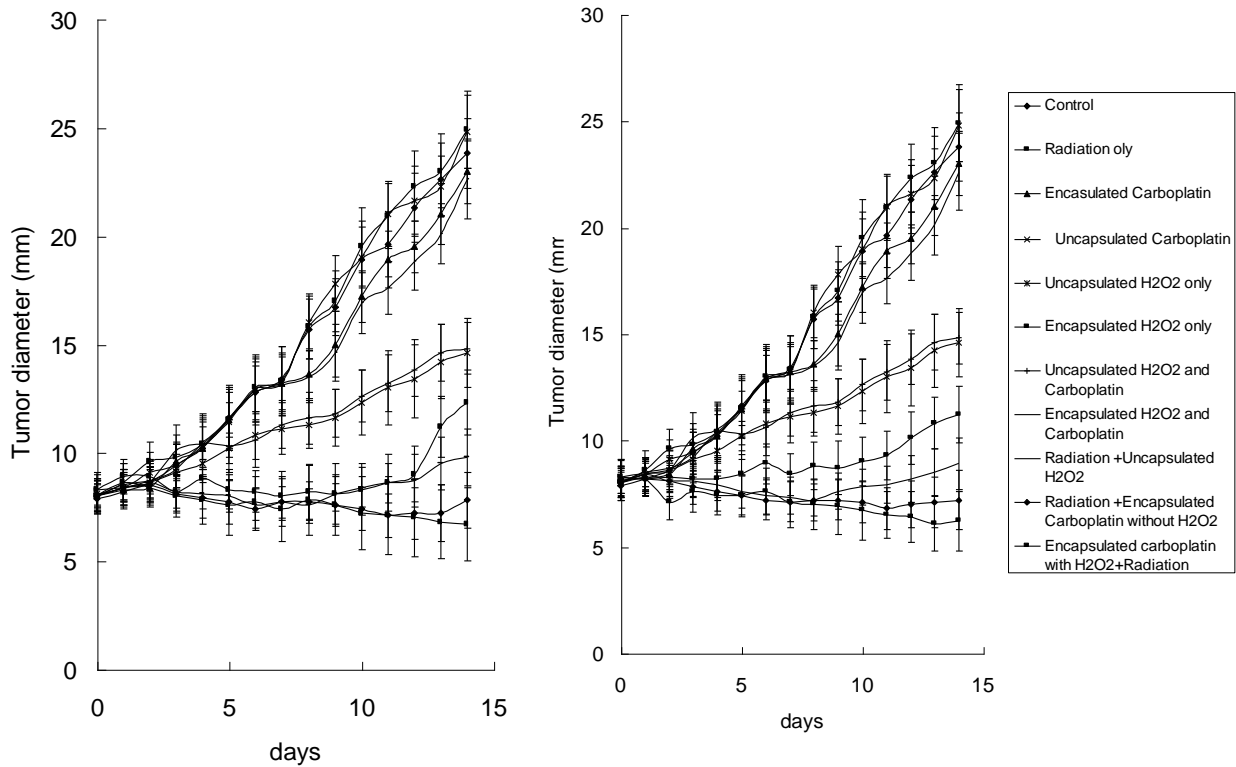 30
25
20
15
10
5
0
0
5
10
15
days
Tumor diameter (mm)
30
25
20
15
10
5
0
0
5
10
15
days
Tumor diameter (mm
Control
Radiation oly
Encasulated Carboplatin
Uncapsulated Carboplatin
Uncapsulated H2O2 only
Encapsulated H2O2 only
Uncapsulated H2O2 and
Carboplatin
Encapsulated H2O2 and
Carboplatin
Radiation +Uncapsulated
H2O2
Radiation +Encapsulated
Carboplatin without H2O2
Encapsulated carboplatin
with H2O2+Radiation